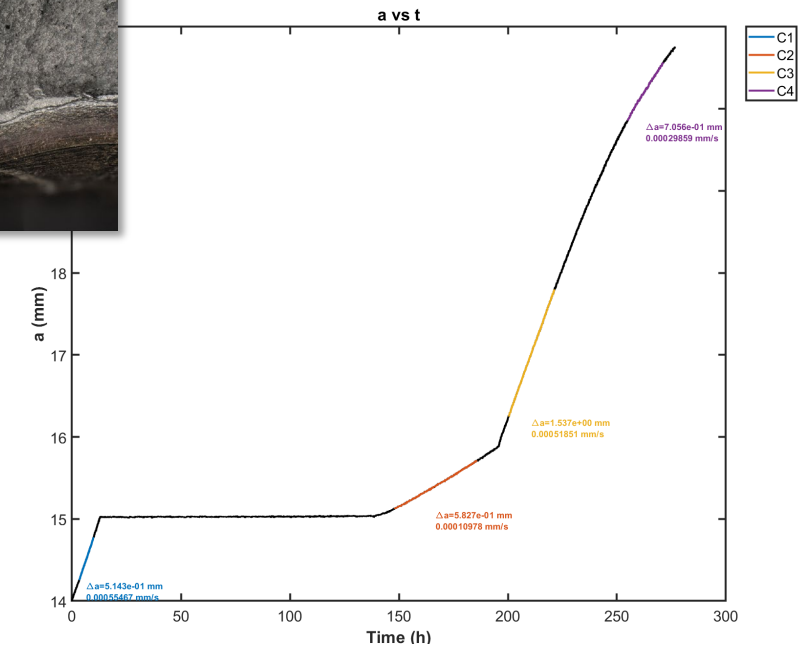 a vs t
C1
C2
C3
C4
△a=7.056e-01 mm
0.00029859 mm/s
18
17
16
15
14
a (mm)
△a=1.537e+00 mm
0.00051851 mm/s
△a=5.827e-01 mm
0.00010978 mm/s
△a=5.143e-01 mm
0.00055467 mm/s
0 50 100 150 200 250 300
Time (h)